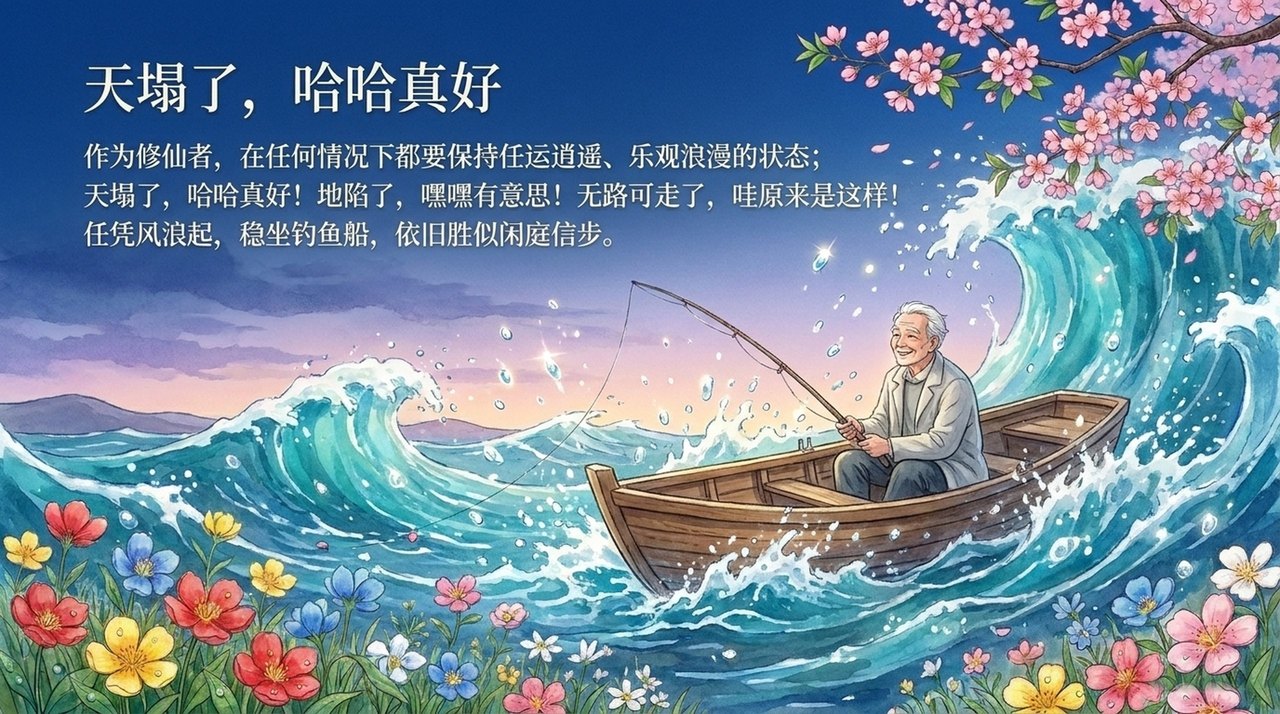 天塌了，哈哈真好
作为修仙者，在任何情况下都要保持任运逍遥、乐观浪漫的状态；
天塌了，哈哈真好！地陷了，嘿嘿有意思！无路可走了，哇原来是这样！
任凭风浪起，稳坐钓鱼船，依旧胜似闲庭信步。